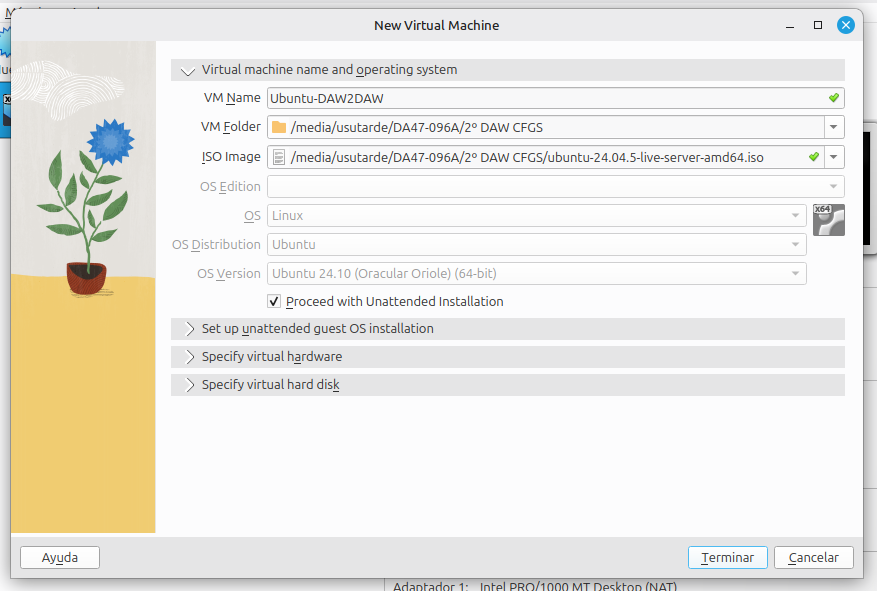 New Virtual Machine
Virtual machine name and operating system
VM Name Ubuntu-DAW2DAW
VM Folder /media/usutarde/DA47-096A/2º DAW CFGS
ISO Image /media/usutarde/DA47-096A/2º DAW CFGS/ubuntu-24.04.5-live-server-amd64.iso
OS Edition
OS Linux
x64
OS Distribution Ubuntu
OS Version Ubuntu 24.10 (Oracular Oriole) (64-bit)
Proceed with Unattended Installation
Set up unattended guest OS installation
Specify virtual hardware
Specify virtual hard disk
Ayuda Terminar Cancelar
Adaptador 1: Intel PRO/1000 MT Desktop (NAT)